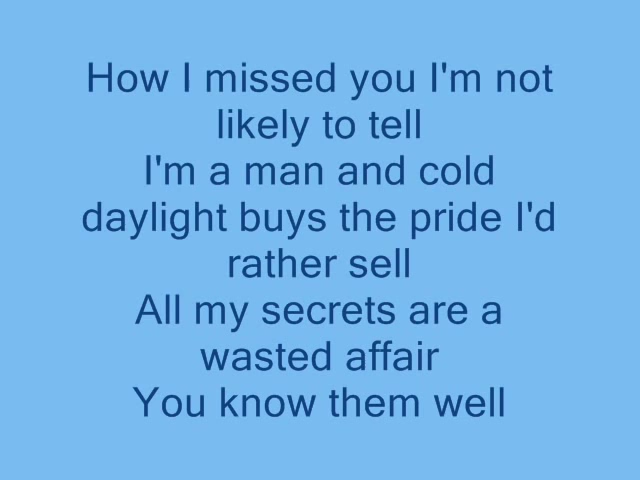 How I missed you I'm not
likely to tell
I'm a man and cold
daylight buys the pride I'd
rather sell
All my secrets are a
wasted affair
You know them well